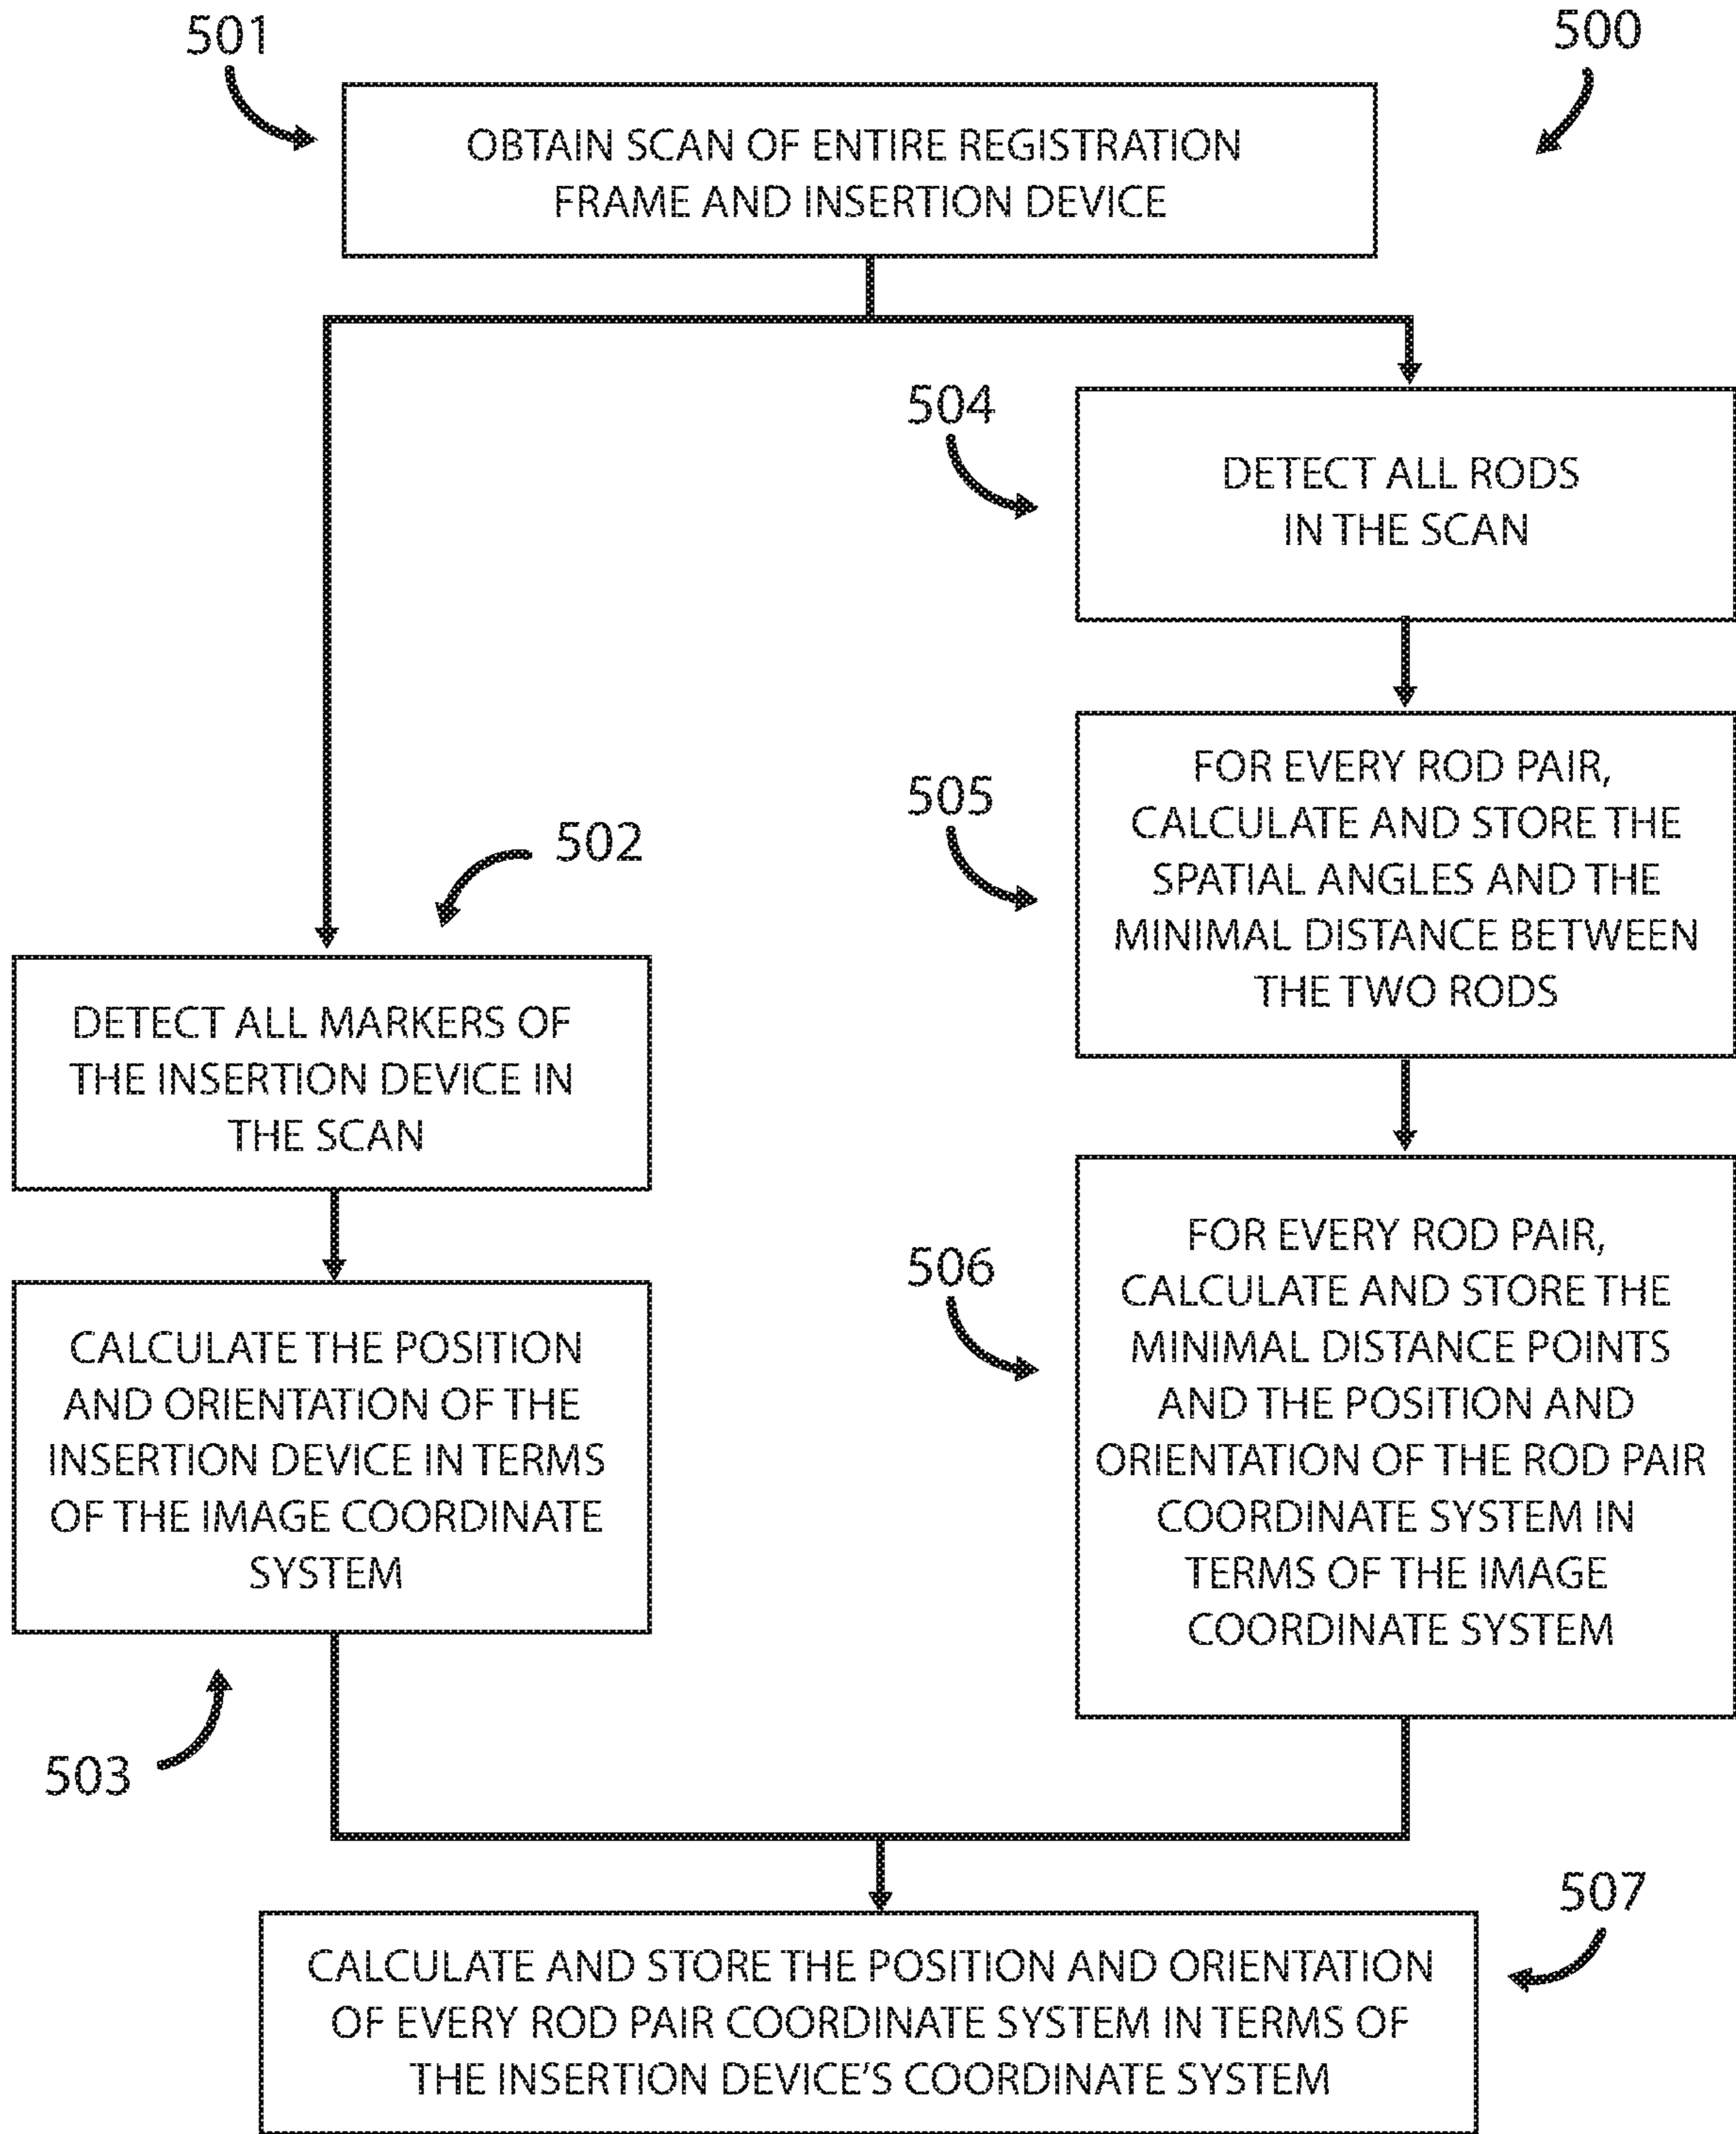 501
500
OBTAIN SCAN OF ENTIRE REGISTRATION
FRAME AND INSERTION DEVICE
504
DETECT ALL RODS
IN THE SCAN
505
FOR EVERY ROD PAIR,
CALCULATE AND STORE THE
SPATIAL ANGLES AND THE
MINIMAL DISTANCE BETWEEN
THE TWO RODS
502
DETECT ALL MARKERS OF
THE INSERTION DEVICE IN
THE SCAN
CALCULATE THE POSITION
AND ORIENTATION OF THE
INSERTION DEVICE IN TERMS
OF THE IMAGE COORDINATE
SYSTEM
503
506
FOR EVERY ROD PAIR,
CALCULATE AND STORE THE
MINIMAL DISTANCE POINTS
AND THE POSITION AND
ORIENTATION OF THE ROD PAIR
COORDINATE SYSTEM IN
TERMS OF THE IMAGE
COORDINATE SYSTEM
507
CALCULATE AND STORE THE POSITION AND ORIENTATION
OF EVERY ROD PAIR COORDINATE SYSTEM IN TERMS OF
THE INSERTION DEVICE'S COORDINATE SYSTEM